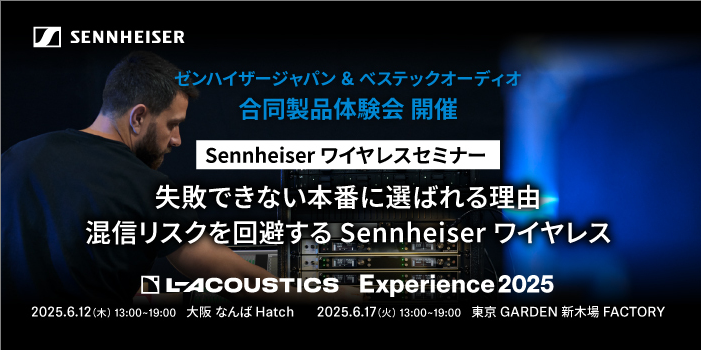 SENNHEISER
ゼンハイザージャパン & ベステックオーディオ
合同製品体験会 開催
Sennheiser ワイヤレスセミナー
失敗できない本番に選ばれる理由
混信リスクを回避する Sennheiser ワイヤレス
L-ACOUSTICS Experience 2025
2025.6.12(木) 13:00~19:00 大阪 なんばHatch 2025.6.17(火) 13:00~19:00 東京 GARDEN 新木場 FACTORY